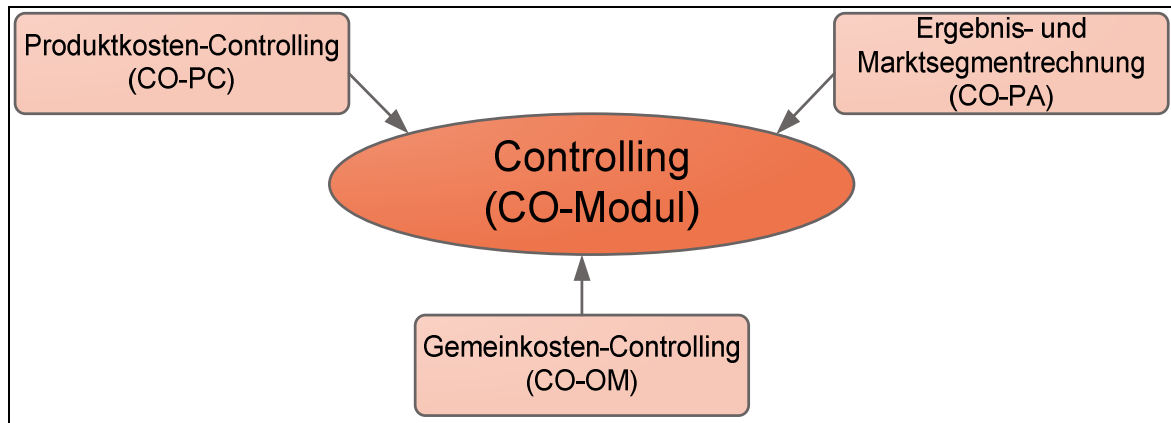 Produktkosten-Controlling
(CO-PC)
Ergebnis- und
Marktsegmentrechnung
(CO-PA)
Controlling
(CO-Modul)
Gemeinkosten-Controlling
(CO-OM)